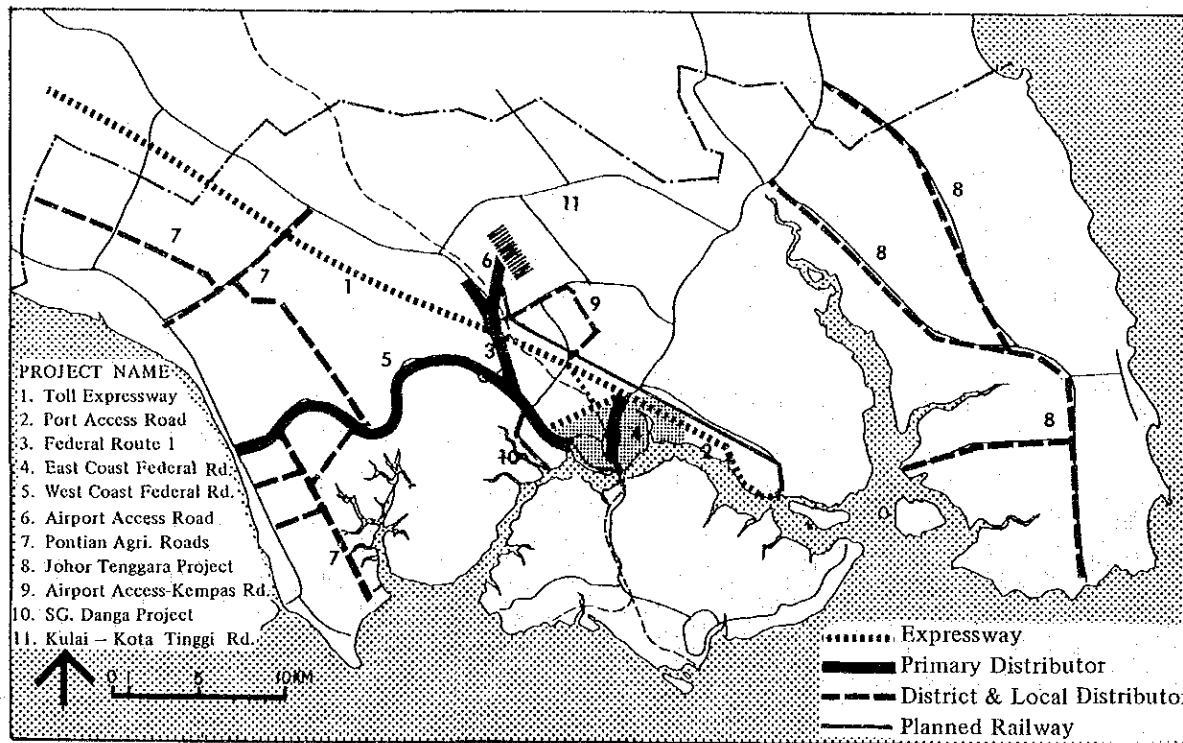 PROJECT NAME
1. Toll Expressway
2. Port Access Road
3. Federal Route 1
4. East Coast Federal Rd.
5. West Coast Federal Rd.
6. Airport Access Road
7. Pontian Agri. Roads
8. Johor Tenggara Project
9. Airport Access-Kempas Rd.
10. SG. Danga Project
11. Kulai – Kota Tinggi Rd.
0 5 10KM
Expressway
Primary Distributor
District & Local Distributor
Planned Railway
8
11
8
7
6
8
7
1
9
3
5
4
8
10
2
7